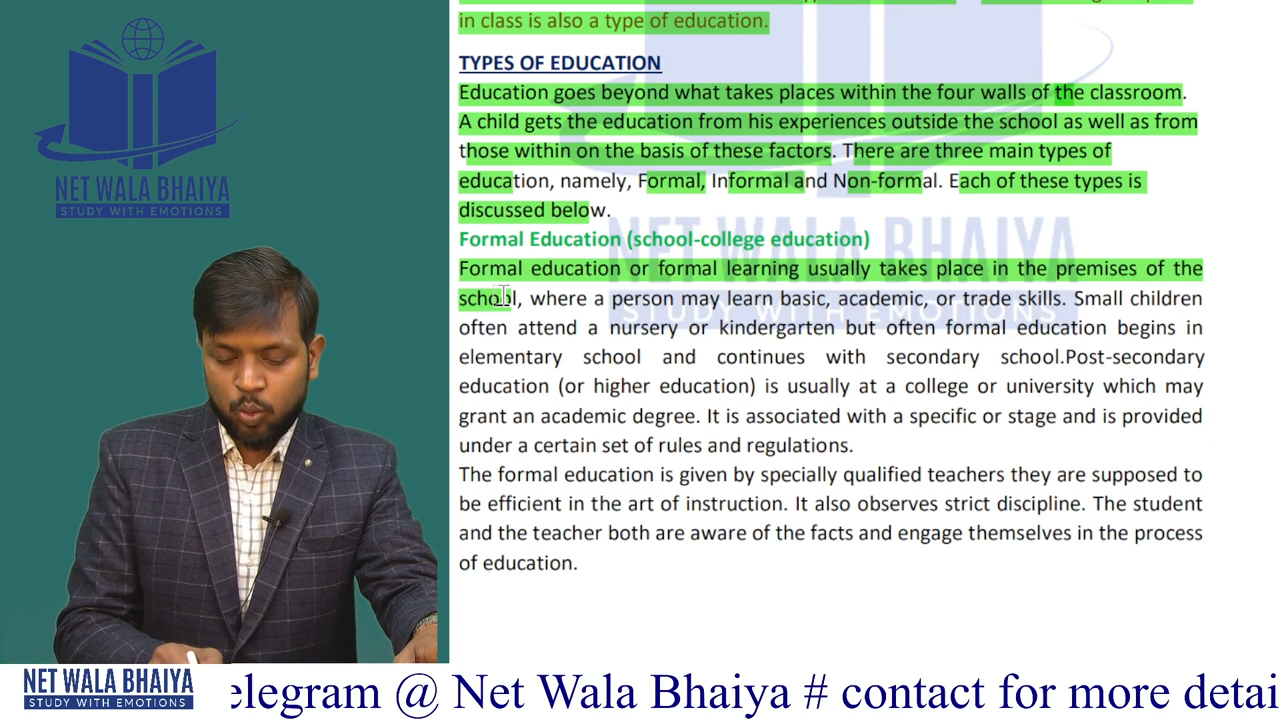 in class is also a type of education.
TYPES OF EDUCATION
Education goes beyond what takes places within the four walls of the classroom.
A child gets the education from his experiences outside the school as well as from
those within on the basis of these factors. There are three main types of
education, namely, Formal, Informal and Non-formal. Each of these types is
discussed below.
Formal Education (school-college education)
Formal education or formal learning usually takes place in the premises of the
school, where a person may learn basic, academic, or trade skills. Small children
often attend a nursery or kindergarten but often formal education begins in
elementary school and continues with secondary school.Post-secondary
education (or higher education) is usually at a college or university which may
grant an academic degree. It is associated with a specific or stage and is provided
under a certain set of rules and regulations.
The formal education is given by specially qualified teachers they are supposed to
be efficient in the art of instruction. It also observes strict discipline. The student
and the teacher both are aware of the facts and engage themselves in the process
of education.
NET WALA BHAIYA
STUDY WITH EMOTIONS
NET WALA BHAIYA
STUDY WITH EMOTIONS
NET WALA BHAIYA
STUDY WITH EMOTIONS
elegram @ Net Wala Bhaiya # contact for more detai